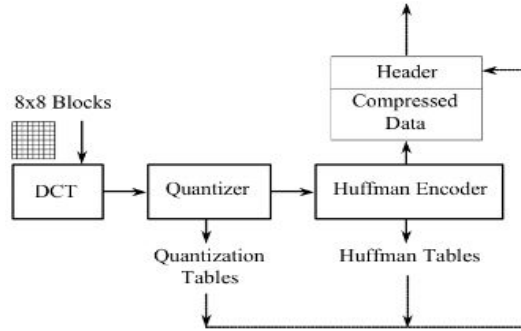 Header
Compressed
Data
8x8 Blocks
DCT
Quantizer
Huffman Encoder
Quantization
Tables
Huffman Tables